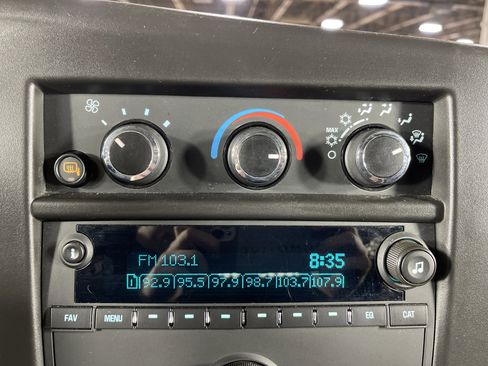 MAX
FM 103.1 8:35
1 92.9 95.5 97.9 98.7 103.7 107.9
FAV MENU EQ CAT